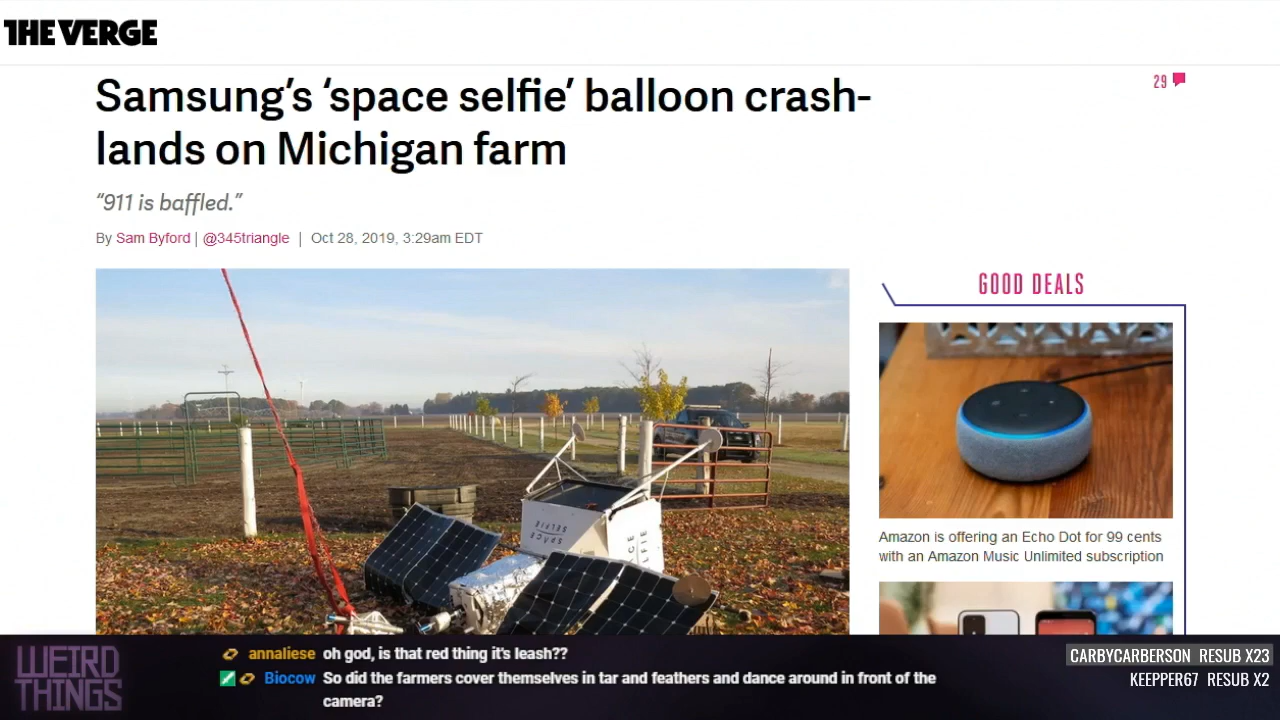 THE VERGE
Samsung's 'space selfie' balloon crash-
lands on Michigan farm
29
“911 is baffled.”
By Sam Byford | @345triangle | Oct 28, 2019, 3:29am EDT
GOOD DEALS
SPACE
SELFIE
Amazon is offering an Echo Dot for 99 cents
with an Amazon Music Unlimited subscription
WEIRD
THINGS
annaliese oh god, is that red thing it's leash??
Biocow So did the farmers cover themselves in tar and feathers and dance around in front of the
camera?
CARBYCARBERSON RESUB X23
KEEPPER67 RESUB X2